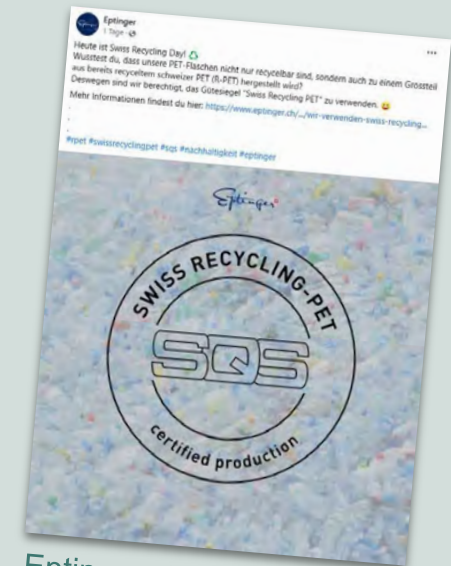 Eptinger
1 Tage
Heute ist Swiss Recycling Day!
Wusstest du, dass unsere PET-Flaschen nicht nur recycelbar sind, sondern auch zu einem Grossteil
aus bereits recyceltem schweizer PET (R-PET) hergestellt wird?
Deswegen sind wir berechtigt, das Gütesiegel "Swiss Recycling PET" zu verwenden.
Mehr Informationen findest du hier: https://www.eptinger.ch/.../wir-verwenden-swiss-recycling...
.
.
.
#rpet #swissrecyclingpet #sqs #nachhaltigkeit #eptinger
Eptinger
SWISS RECYCLING-PET
SQS
certified production